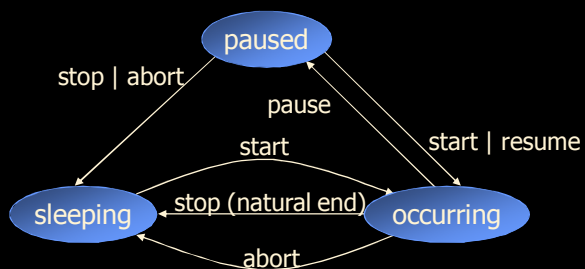 paused
stop | abort
pause
start | resume
start
sleeping
stop (natural end)
occurring
abort